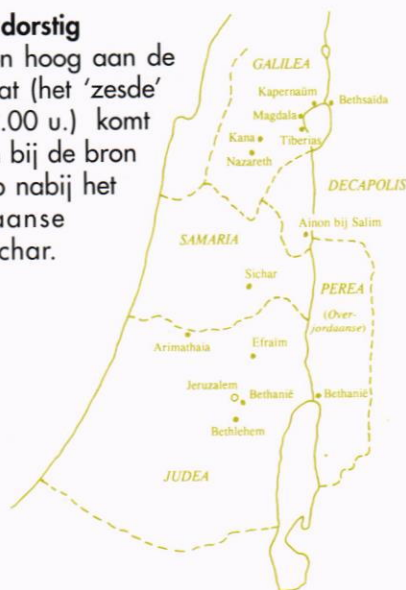 dorstig
n hoog aan de
at (het ‘zesde’
.00 u.) komt
bij de bron
nabij het
aanse
char.
GALILEA
Kapernaüm
Bethsaïda
Magdala
Kana
Tiberias
Nazareth
DECAPOLIS
Ainon bij Salim
SAMARIA
Sichar
PEREA
(Over-
jordaanse)
Arimathaia
Efraim
Jeruzalem
Bethanië
Bethanië
Bethlehem
JUDEA